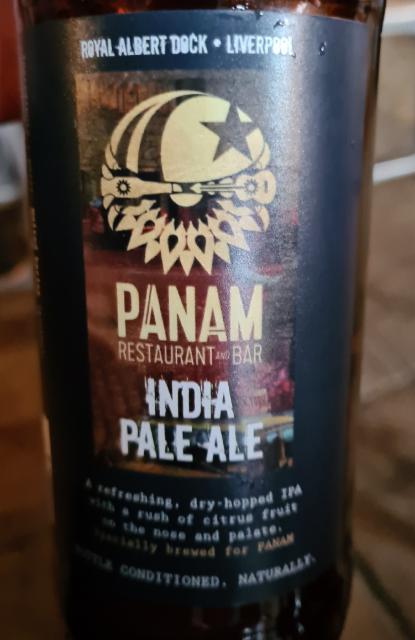 ROYAL ALBERT DOCK • LIVERPOOL
PANAM
RESTAURANT AND BAR
INDIA
PALE ALE
A refreshing, dry-hopped IPA
with a rush of citrus fruit
on the nose and palate.
Specially brewed for PANAM
BOTTLE CONDITIONED. NATURALLY.